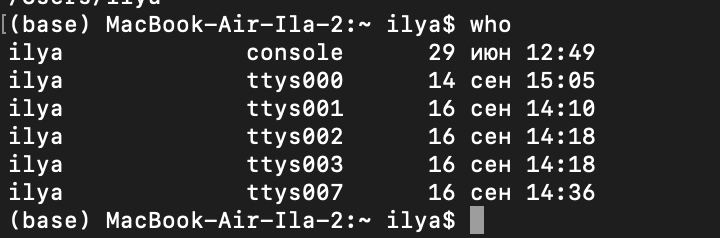 /Users/ilya
[(base) MacBook-Air-Ila-2:~ ilya$ who
ilya             console      29 июн 12:49
ilya             ttys000      14 сен 15:05
ilya             ttys001      16 сен 14:10
ilya             ttys002      16 сен 14:18
ilya             ttys003      16 сен 14:18
ilya             ttys007      16 сен 14:36
(base) MacBook-Air-Ila-2:~ ilya$